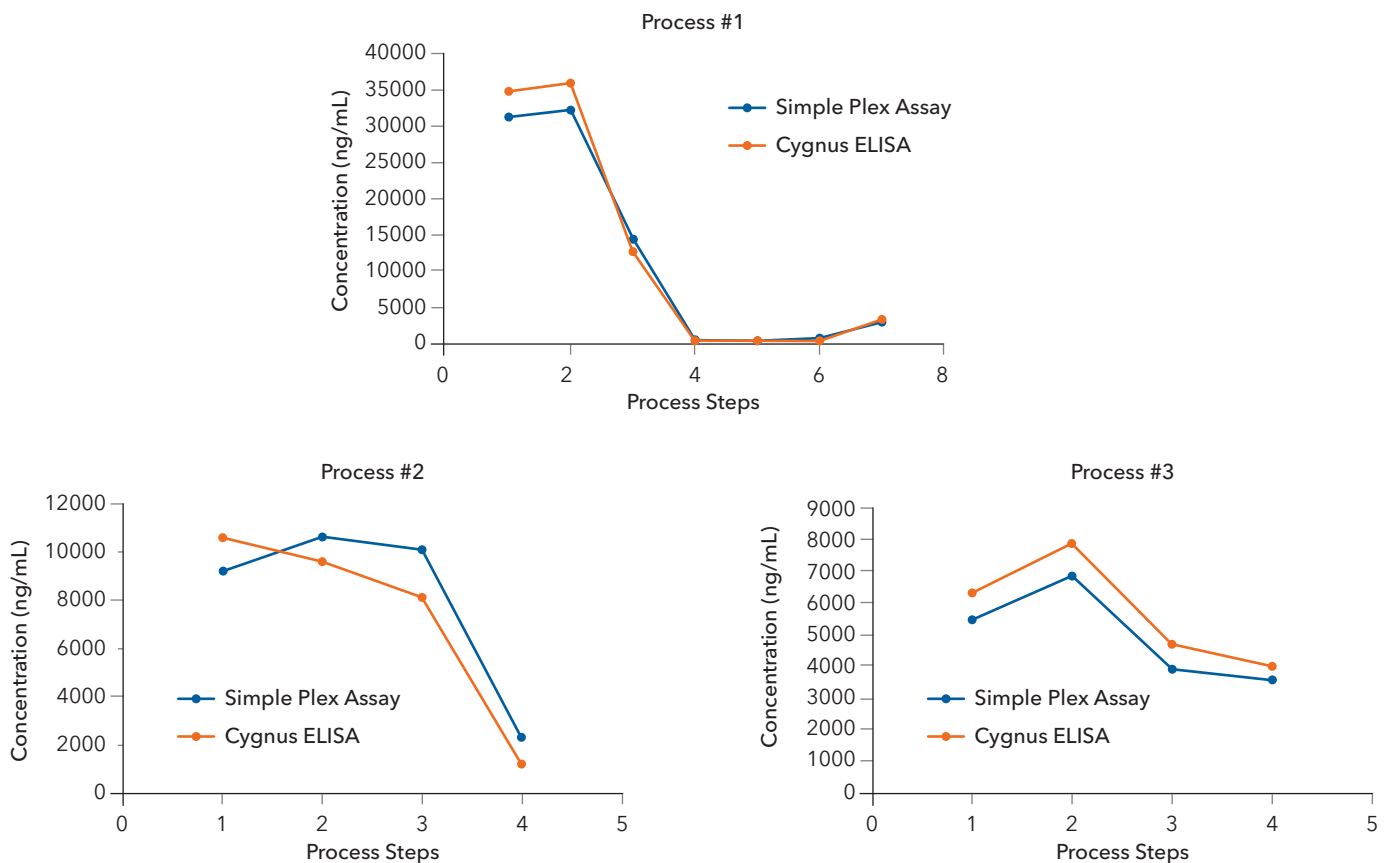 Process #1
40000
35000
30000
25000
20000
15000
10000
5000
0
Concentration (ng/mL)
Simple Plex Assay
Cygnus ELISA
0 2 4 6 8
Process Steps
Process #2
12000
10000
8000
6000
4000
2000
0
Concentration (ng/mL)
Simple Plex Assay
Cygnus ELISA
0 1 2 3 4 5
Process Steps
Process #3
9000
8000
7000
6000
5000
4000
3000
2000
1000
0
Concentration (ng/mL)
Simple Plex Assay
Cygnus ELISA
0 1 2 3 4 5
Process Steps